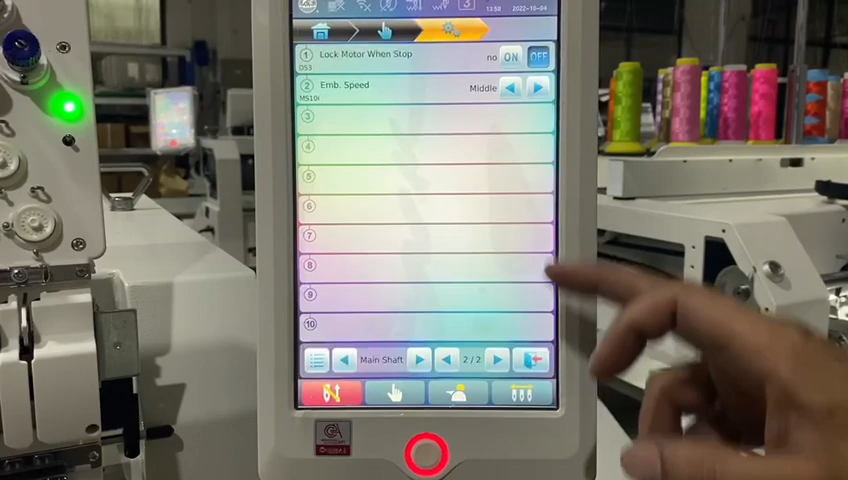 3
13:58
2022-10-04
1 Lock Motor When Stop no ON OFF
DS3
2 Emb. Speed Middle
3
4
5
6
7
8
9
10
Main Shaft 2/2